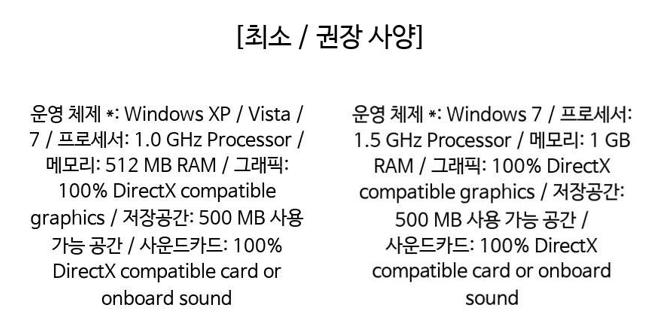 [최소 / 권장 사양]
운영 체제 *: Windows XP / Vista /
7 / 프로세서: 1.0 GHz Processor /
메모리: 512 MB RAM / 그래픽:
100% DirectX compatible
graphics / 저장공간: 500 MB 사용
가능 공간 / 사운드카드: 100%
DirectX compatible card or
onboard sound
운영 체제 *: Windows 7 / 프로세서:
1.5 GHz Processor / 메모리: 1 GB
RAM / 그래픽: 100% DirectX
compatible graphics / 저장공간:
500 MB 사용 가능 공간 /
사운드카드: 100% DirectX
compatible card or onboard
sound